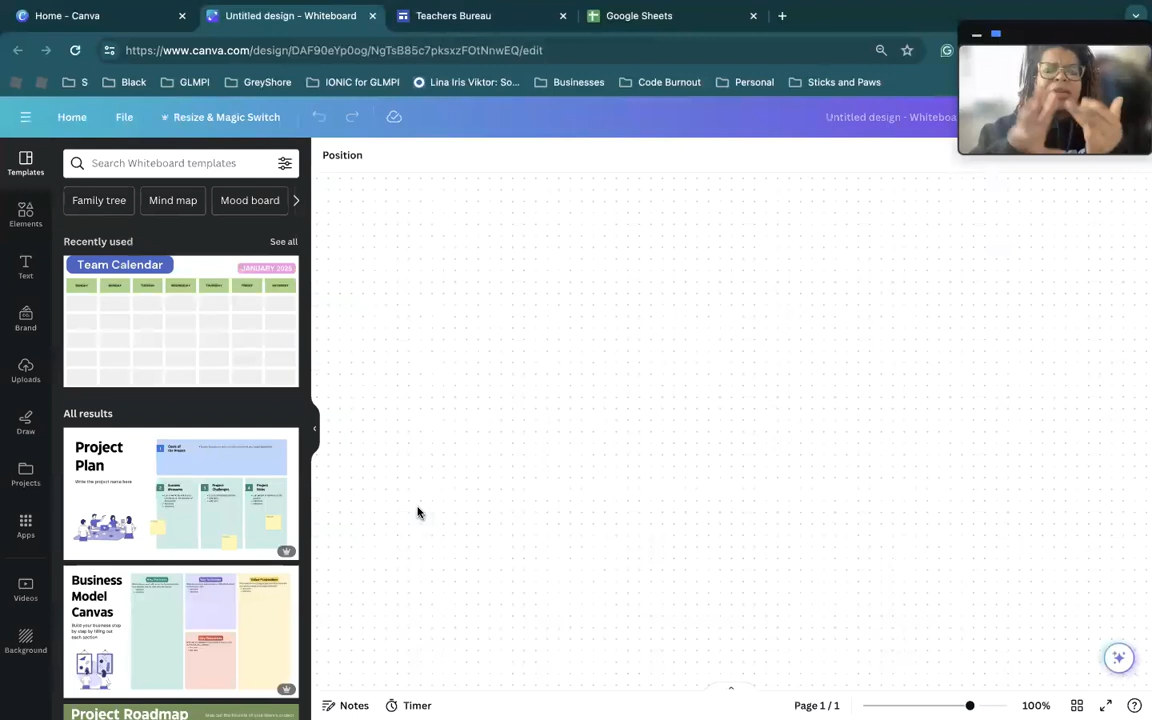 Home - Canva
Untitled design - Whiteboard
Teachers Bureau
Google Sheets
https://www.canva.com/design/DAF90eYp0og/NgTsB85c7pksxzFOtNnwEQ/edit
S
Black
GLMPI
GreyShore
IONIC for GLMPI
Lina Iris Viktor: So...
Businesses
Code Burnout
Personal
Sticks and Paws
Home
File
Resize & Magic Switch
Untitled design - Whiteboa
Templates
Elements
Text
Brand
Uploads
Draw
Projects
Apps
Videos
Background
Search Whiteboard templates
Family tree
Mind map
Mood board
Recently used
See all
Team Calendar
JANUARY 2025
All results
Project
Plan
Write the project name here
Business
Model
Canvas
Build your business step
by step by filling out
each section
Project Roadmap
Position
Notes
Timer
Page 1 / 1
100%